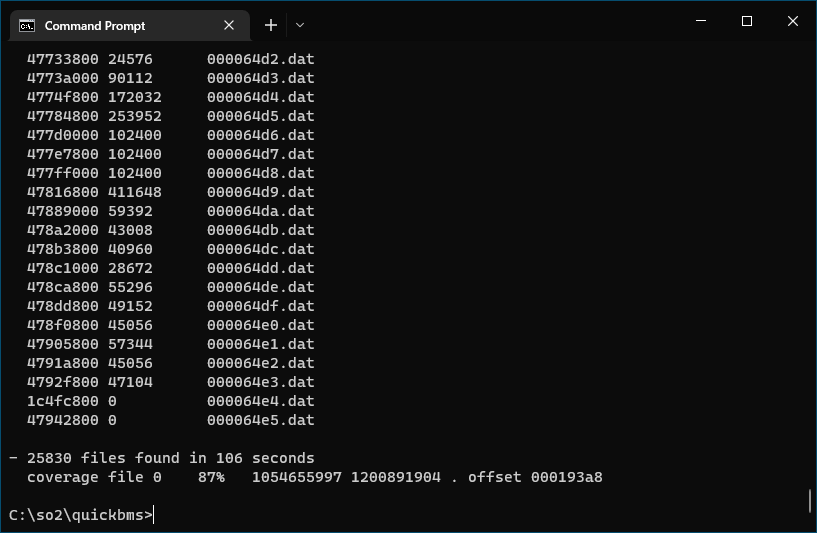 Command Prompt
47733800 24576      000064d2.dat
4773a000 90112      000064d3.dat
4774f800 172032     000064d4.dat
47784800 253952     000064d5.dat
477d0000 102400     000064d6.dat
477e7800 102400     000064d7.dat
477ff000 102400     000064d8.dat
47816800 411648     000064d9.dat
47889000 59392      000064da.dat
478a2000 43008      000064db.dat
478b3800 40960      000064dc.dat
478c1000 28672      000064dd.dat
478ca800 55296      000064de.dat
478dd800 49152      000064df.dat
478f0800 45056      000064e0.dat
47905800 57344      000064e1.dat
4791a800 45056      000064e2.dat
4792f800 47104      000064e3.dat
1c4fc800 0          000064e4.dat
47942800 0          000064e5.dat
- 25830 files found in 106 seconds
coverage file 0    87%   1054655997 1200891904 . offset 000193a8
C:\so2\quickbms>